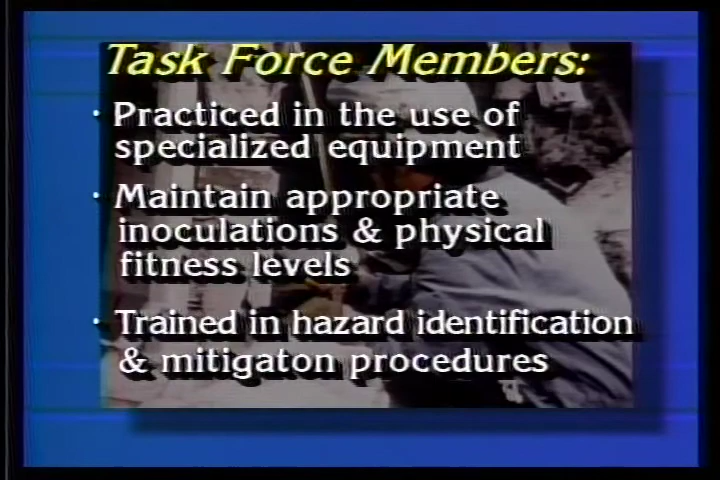 Task Force Members:
· Practiced in the use of
specialized equipment
· Maintain appropriate
inoculations & physical
fitness levels
· Trained in hazard identification
& mitigaton procedures